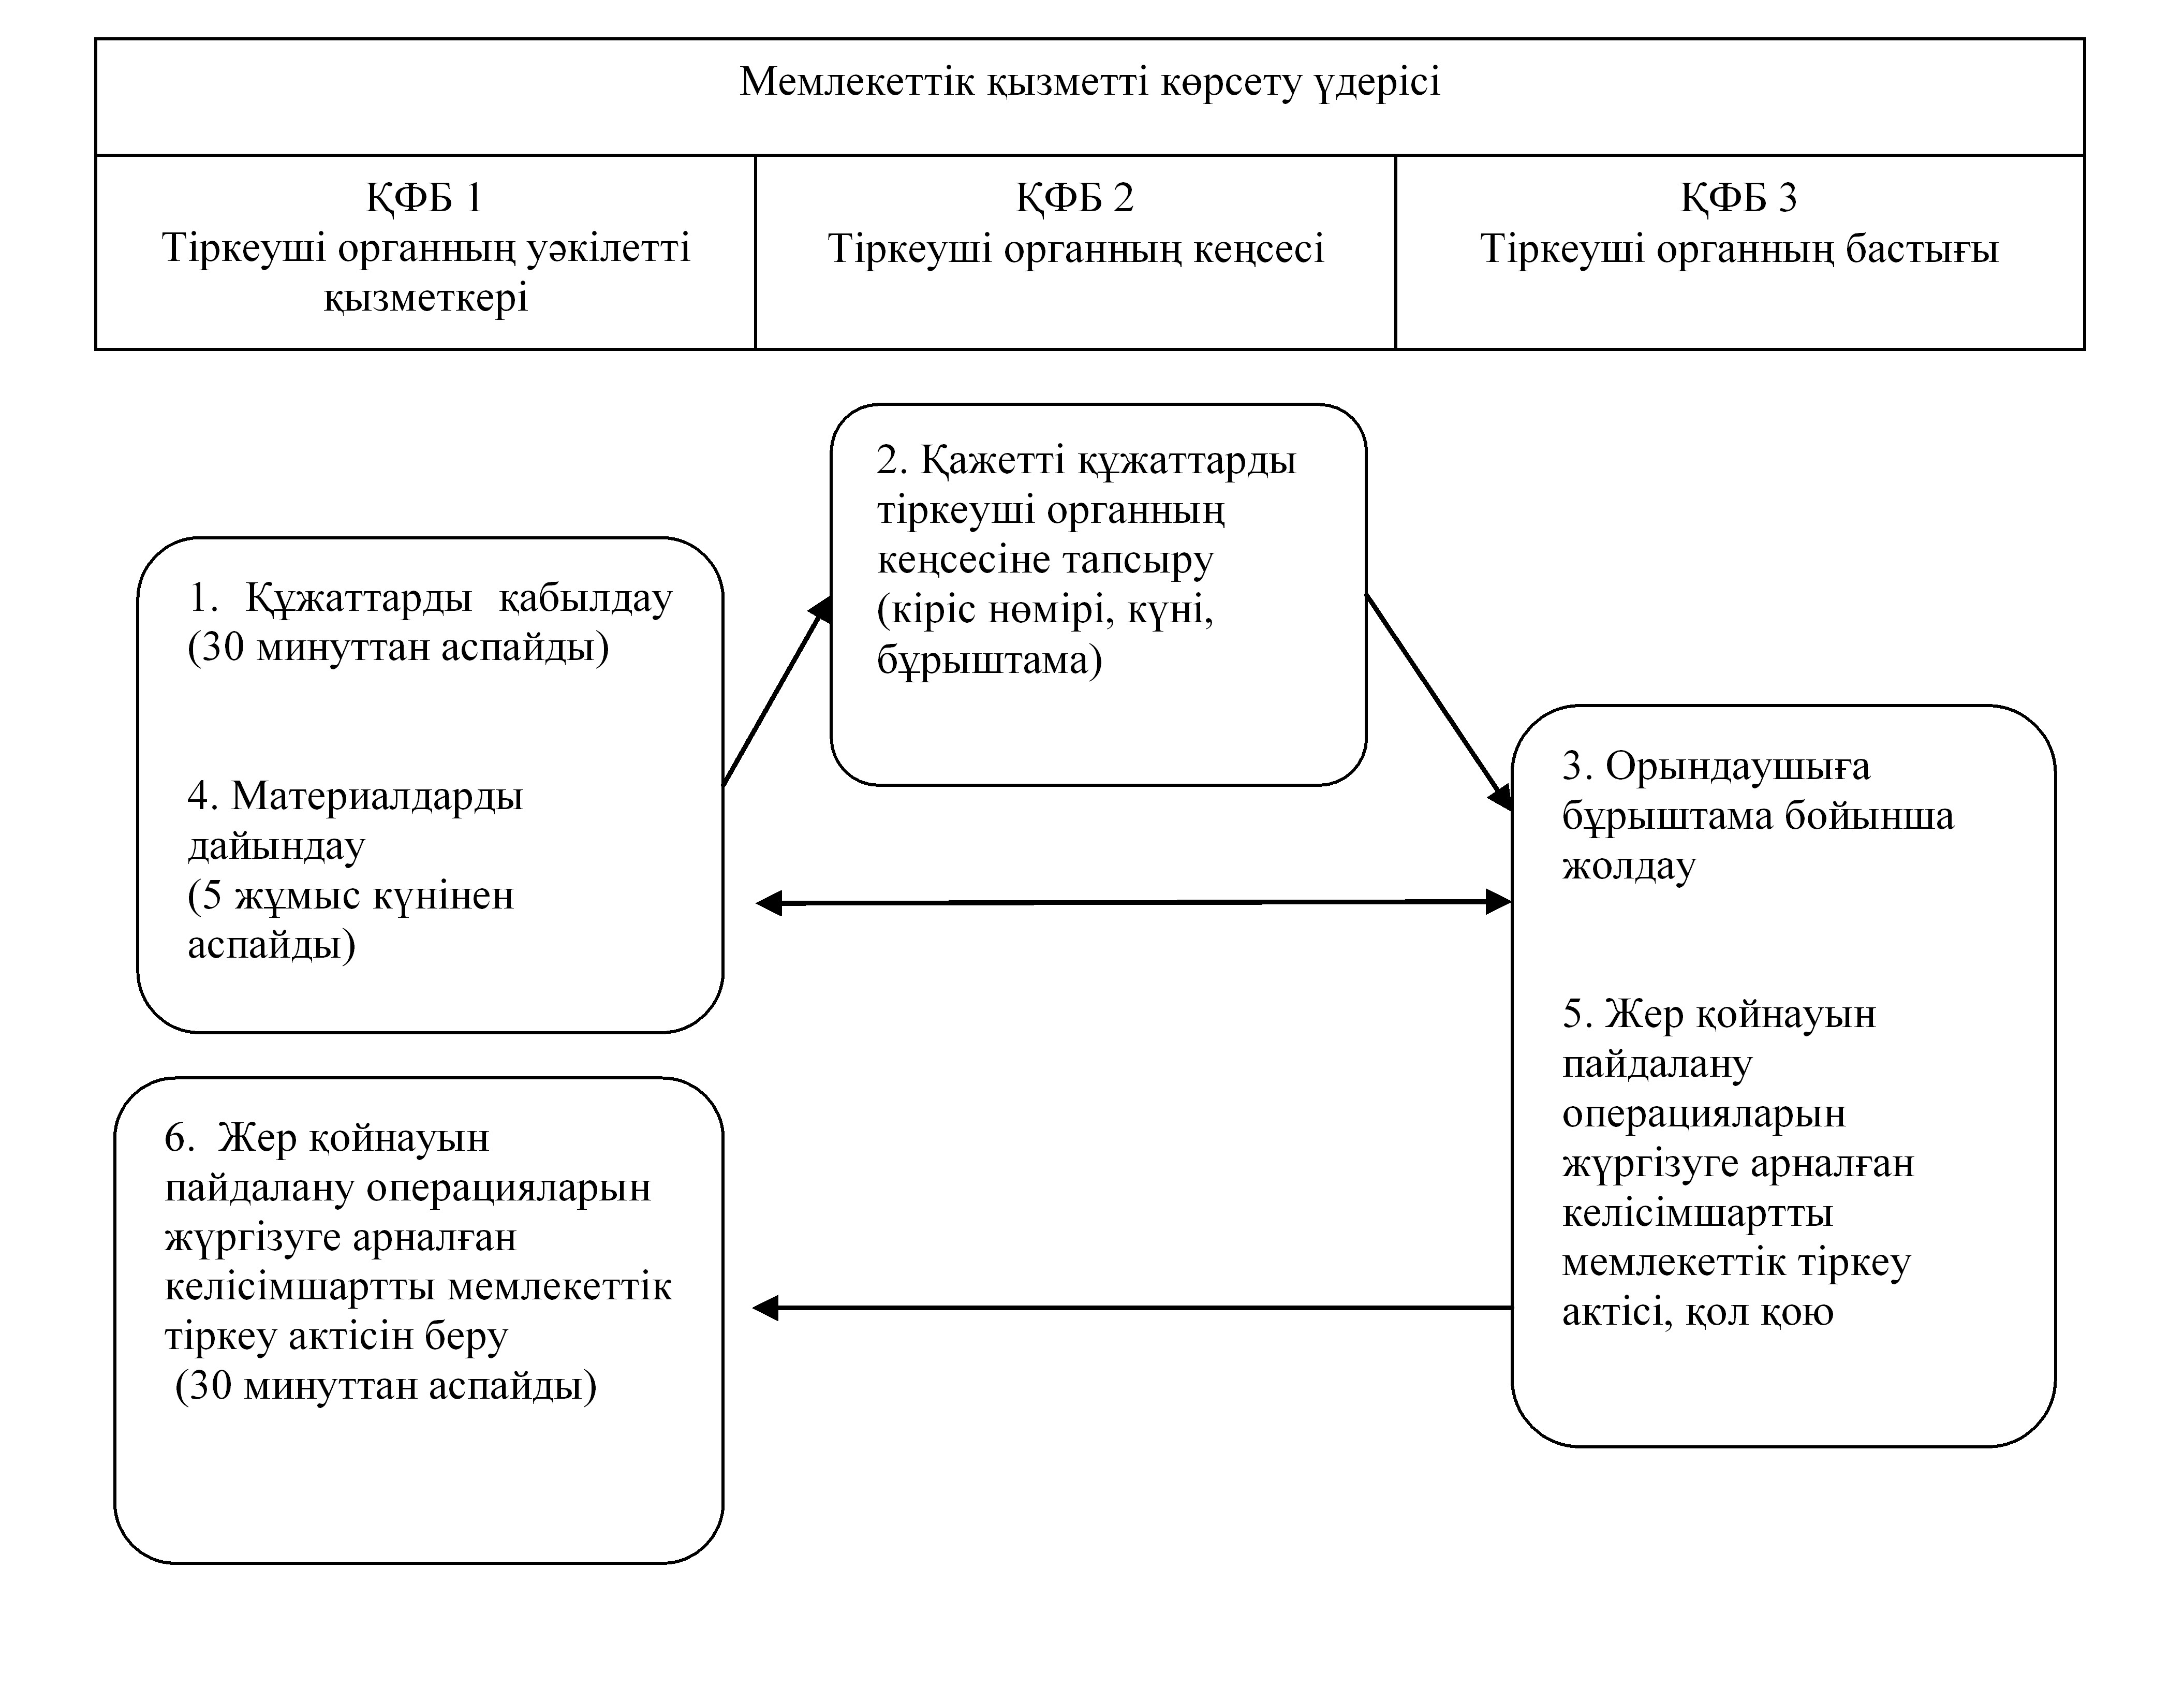 Мемлекеттік қызметті көрсету үдерісі
ҚФБ 1
Тіркеуші органның уәкілетті
қызметкері
ҚФБ 2
Тіркеуші органның кеңсесі
ҚФБ 3
Тіркеуші органның бастығы
1. Құжаттарды қабылдау
(30 минуттан аспайды)
4. Материалдарды
дайындау
(5 жұмыс күнінен
аспайды)
2. Қажетті құжаттарды
тіркеуші органның
кеңсесіне тапсыру
(кіріс нөмірі, күні,
бұрыштама)
3. Орындаушыға
бұрыштама бойынша
жолдау
5. Жер қойнауын
пайдалану
операцияларын
жүргізуге арналған
келісімшартты
мемлекеттік тіркеу
актісі, қол қою
6. Жер қойнауын
пайдалану операцияларын
жүргізуге арналған
келісімшартты мемлекеттік
тіркеу актісін беру
(30 минуттан аспайды)